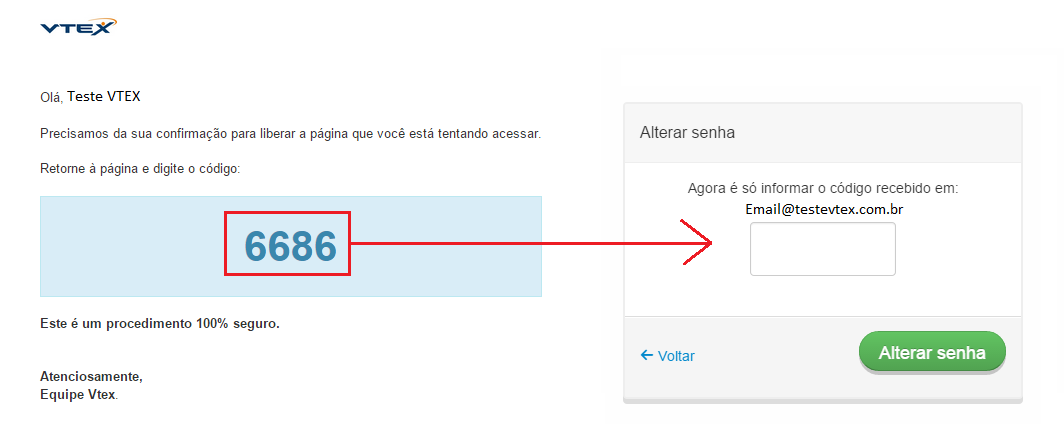 VTEX
Olá, Teste VTEX
Precisamos da sua confirmação para liberar a página que você está tentando acessar.
Retorne à página e digite o código:
6686
Este é um procedimento 100% seguro.
Atenciosamente,
Equipe Vtex.
Alterar senha
Agora é só informar o código recebido em:
Email@testevtex.com.br
Voltar
Alterar senha